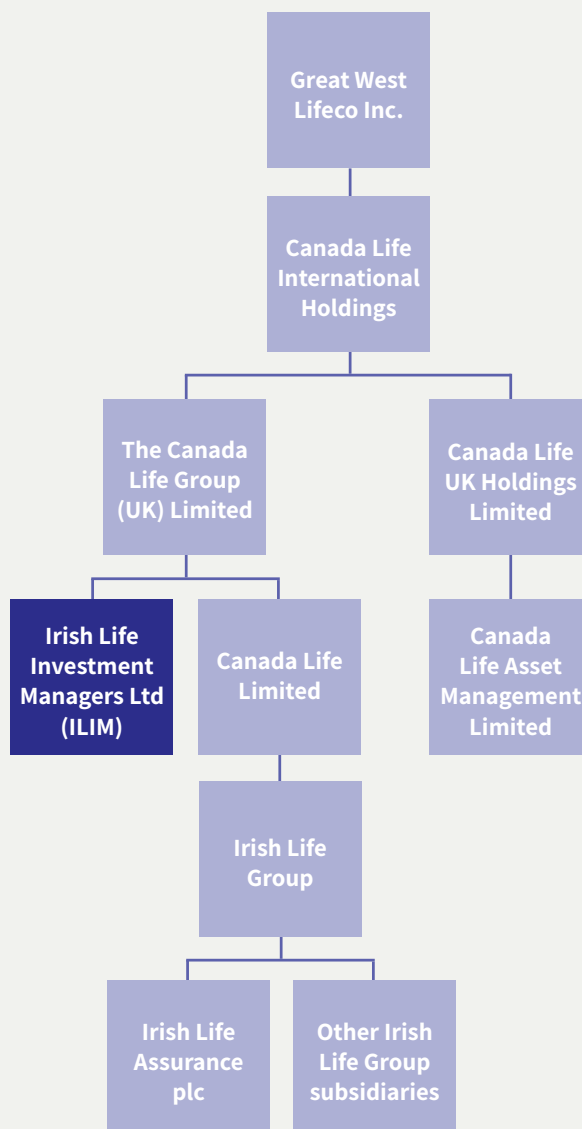 Great West
Lifeco Inc.
Canada Life
International
Holdings
The Canada
Life Group
(UK) Limited
Canada Life
UK Holdings
Limited
Irish Life
Investment
Managers Ltd
(ILIM)
Canada Life
Limited
Canada
Life Asset
Management
Limited
Irish Life
Group
Irish Life
Assurance
plc
Other Irish
Life Group
subsidiaries